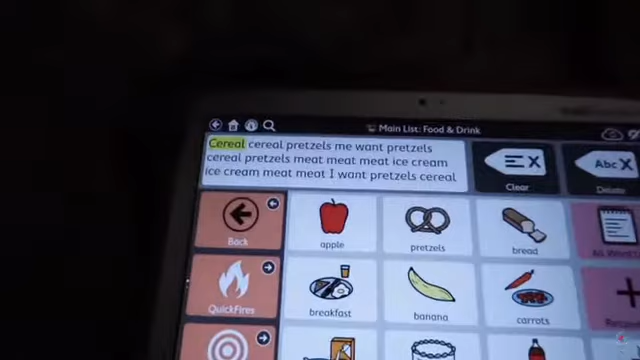 Main List: Food & Drink
Cereal cereal pretzels me want pretzels
cereal pretzels meat meat meat ice cream
ice cream meat meat I want pretzels cereal
Clear
Abc
Delete
Back
apple
pretzels
bread
QuickFires
breakfast
banana
carrots